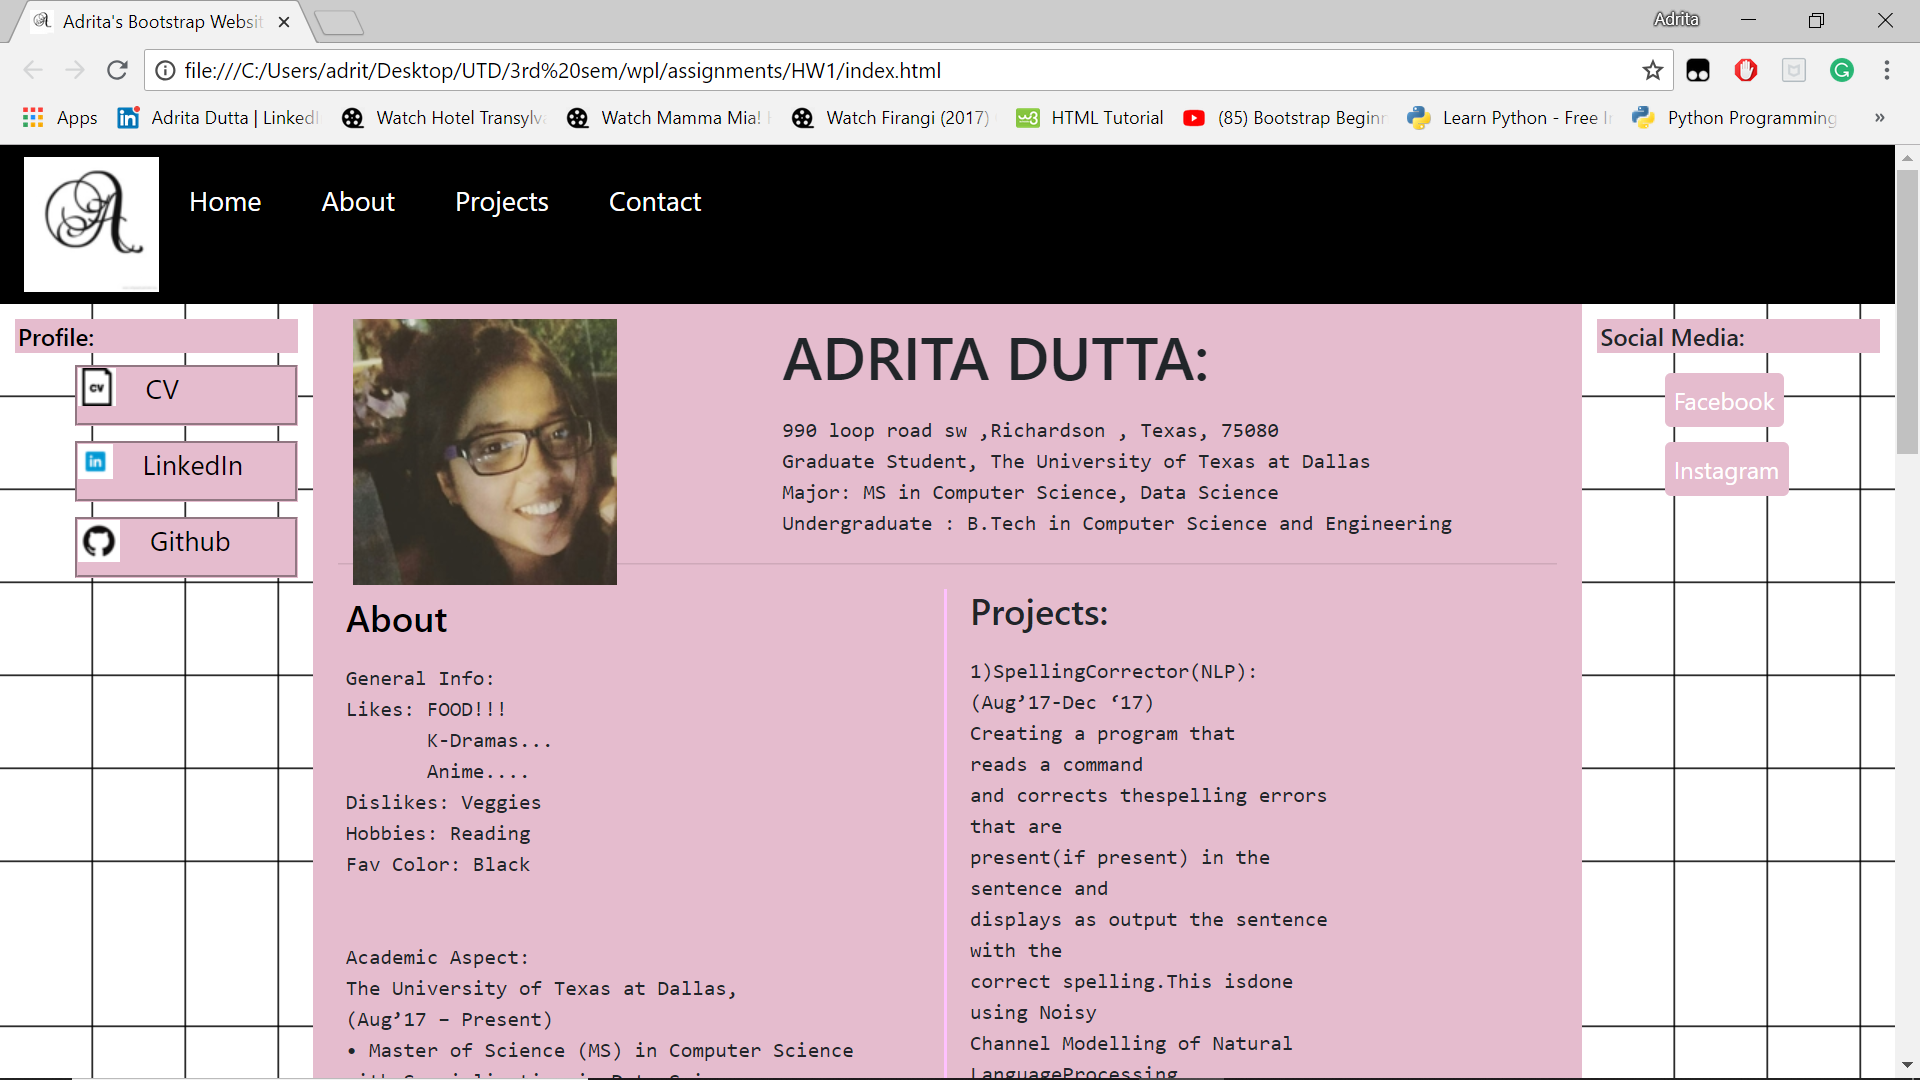 Adrita's Bootstrap Websit
Adrita
file:///C:/Users/adrit/Desktop/UTD/3rd%20sem/wpl/assignments/HW1/index.html
Apps
Adrita Dutta | LinkedI
Watch Hotel Transylv
Watch Mamma Mia!
Watch Firangi (2017)
HTML Tutorial
(85) Bootstrap Beginn
Learn Python - Free I
Python Programming
»
A
Home
About
Projects
Contact
Profile:
CV
CV
in
LinkedIn
Github
ADRITA DUTTA:
990 loop road sw ,Richardson , Texas, 75080
Graduate Student, The University of Texas at Dallas
Major: MS in Computer Science, Data Science
Undergraduate : B.Tech in Computer Science and Engineering
Social Media:
Facebook
Instagram
About
General Info:
Likes: FOOD!!!
K-Dramas...
Anime....
Dislikes: Veggies
Hobbies: Reading
Fav Color: Black
Academic Aspect:
The University of Texas at Dallas,
(Aug’17 – Present)
• Master of Science (MS) in Computer Science
Projects:
1)SpellingCorrector(NLP):
(Aug’17-Dec ‘17)
Creating a program that
reads a command
and corrects thespelling errors
that are
present(if present) in the
sentence and
displays as output the sentence
with the
correct spelling.This isdone
using Noisy
Channel Modelling of Natural
LanguageProcessing